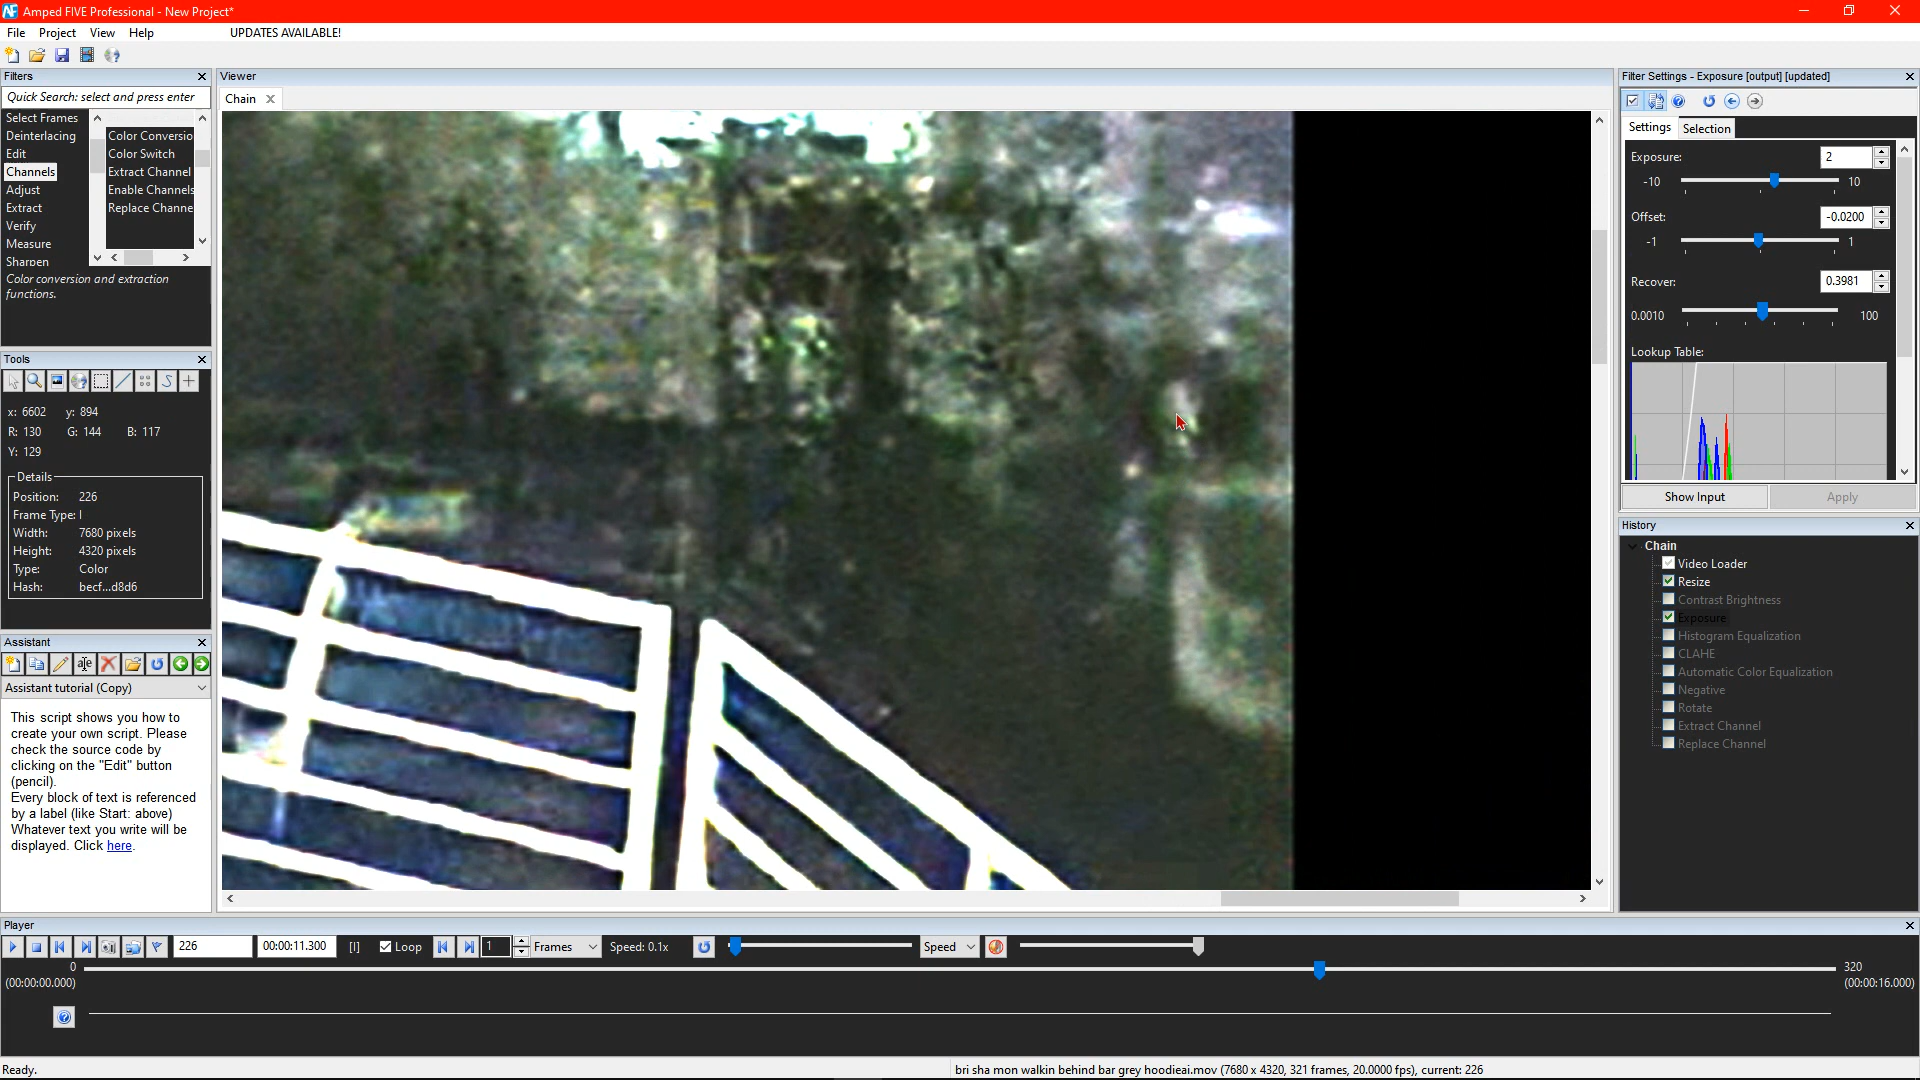 Amped FIVE Professional - New Project*
File Project View Help UPDATES AVAILABLE!
Filters
Quick Search: select and press enter
Select Frames
Deinterlacing
Edit
Channels
Adjust
Extract
Verify
Measure
Sharpen
Color Conversio
Color Switch
Extract Channel
Enable Channels
Replace Channe
Color conversion and extraction
functions.
Tools
x: 6602 y: 894
R: 130 G: 144 B: 117
Y: 129
Details
Position: 226
Frame Type: I
Width: 7680 pixels
Height: 4320 pixels
Type: Color
Hash: becf...d8d6
Assistant
Assistant tutorial (Copy)
This script shows you how to
create your own script. Please
check the source code by
clicking on the "Edit" button
(pencil).
Every block of text is referenced
by a label (like Start: above)
Whatever text you write will be
displayed. Click here.
Viewer
Chain
Filter Settings - Exposure [output] [updated]
Settings Selection
Exposure: 2
-10 10
Offset: -0.0200
-1 1
Recover: 0.3981
0.0010 100
Lookup Table:
Show Input Apply
History
Chain
Video Loader
Resize
Contrast Brightness
Exposure
Histogram Equalization
CLAHE
Automatic Color Equalization
Negative
Rotate
Extract Channel
Replace Channel
Player
226 00:00:11.300 [I] Loop 1 Frames Speed: 0.1x Speed
0 320
(00:00:00.000) (00:00:16.000)
Ready. bri sha mon walkin behind bar grey hoodieai.mov (7680 x 4320, 321 frames, 20.0000 fps), current: 226